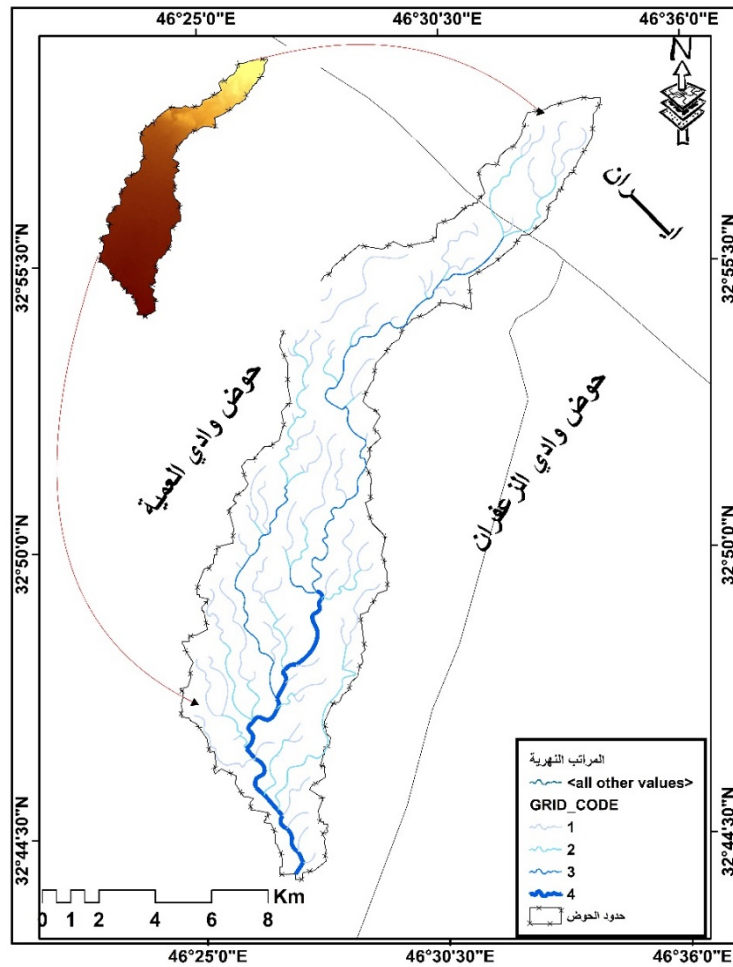 46°25'0"E
46°30'30"E
46°36'0"E
N
ايـــران
32°55'30"N
32°55'30"N
حوض وادي العمية
حوض وادي الزعفران
32°50'0"N
32°50'0"N
المراتب النهرية
<all other values>
GRID_CODE
1
2
3
4
حدود الحوض
32°44'30"N
32°44'30"N
Km
0 1 2 4 6 8
46°25'0"E
46°30'30"E
46°36'0"E